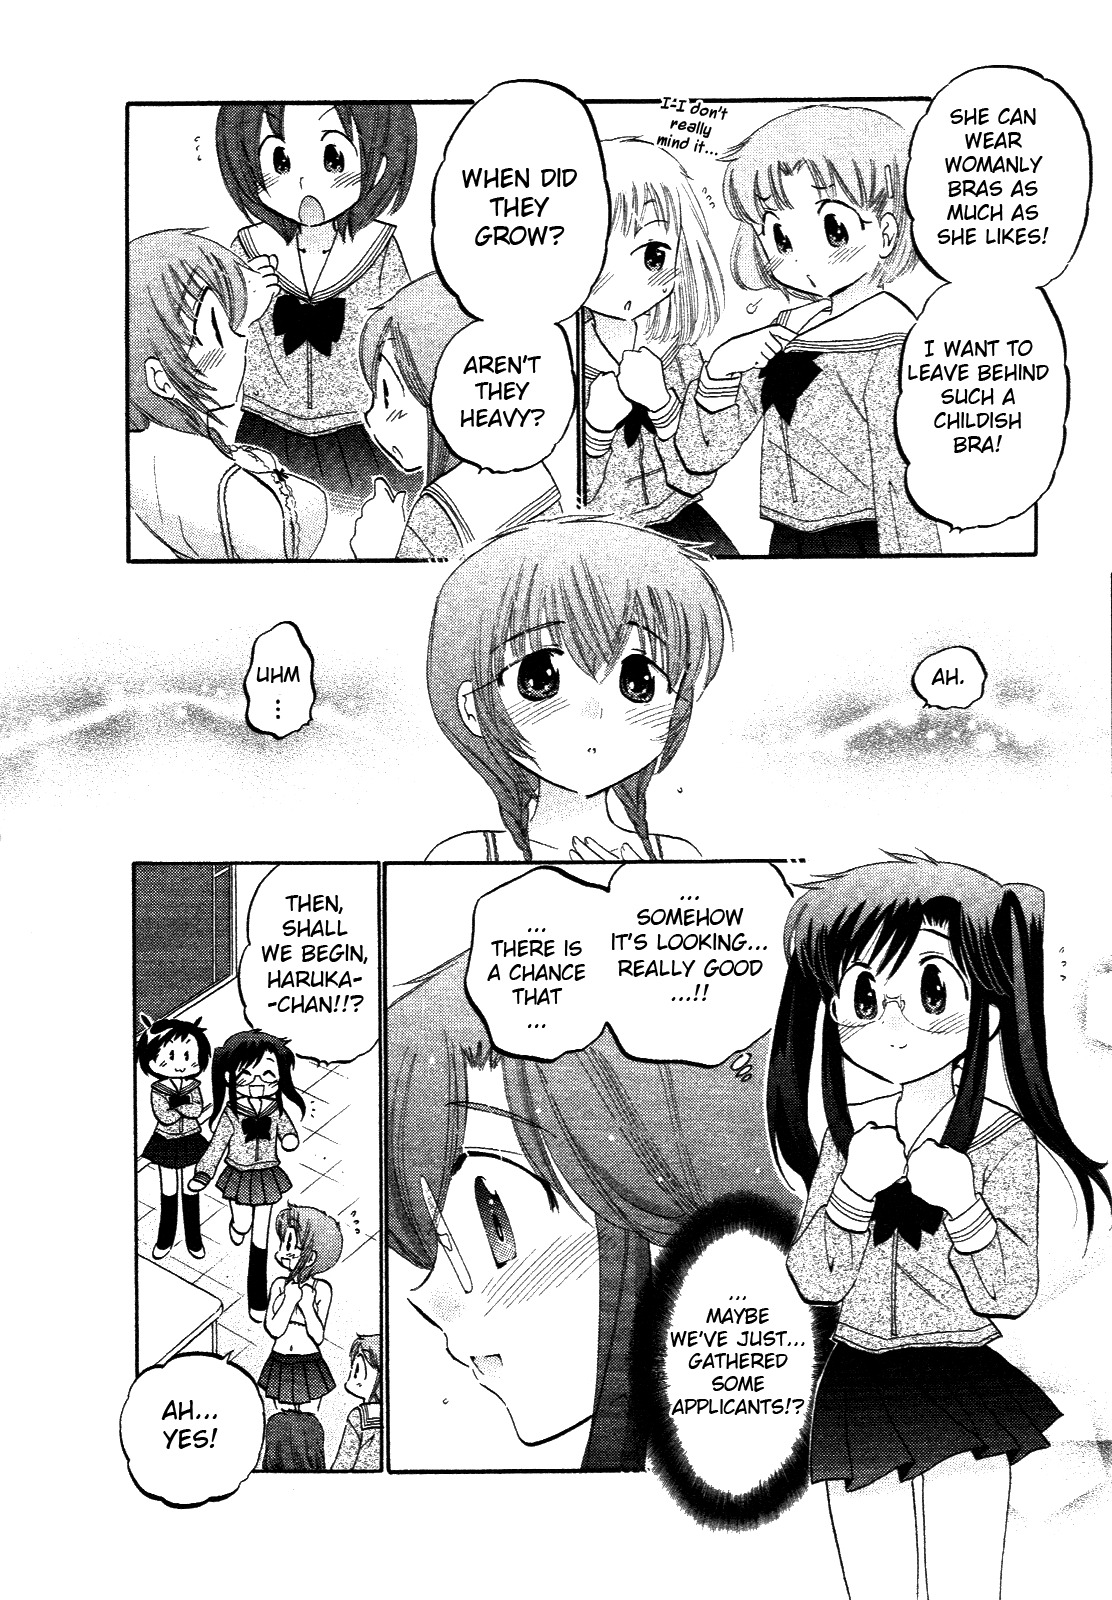 SHE CAN
WEAR
WOMANLY
BRAS AS
MUCH AS
SHE LIKES!
I WANT TO
LEAVE BEHIND
SUCH A
CHILDISH
BRA!
I-I don't
really
mind it...
WHEN DID
THEY
GROW?
AREN'T
THEY
HEAVY?
AH.
UHM
...
...
SOMEHOW
IT'S LOOKING...
REALLY GOOD
...!!
...
THERE IS
A CHANCE
THAT
...
...
MAYBE
WE'VE JUST...
GATHERED
SOME
APPLICANTS!?
THEN,
SHALL
WE BEGIN,
HARUKA-
-CHAN!!?
AH...
YES!